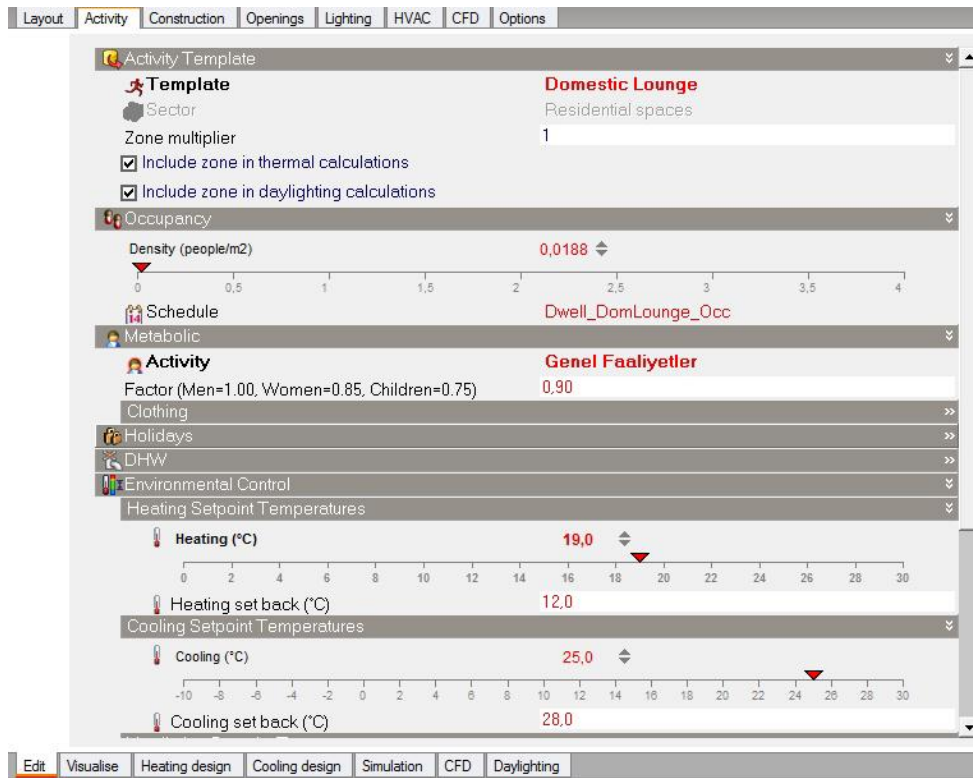 Layout Activity Construction Openings Lighting HVAC CFD Options
Activity Template
Template Domestic Lounge
Sector Residential spaces
Zone multiplier 1
Include zone in thermal calculations
Include zone in daylighting calculations
Occupancy
Density (people/m2) 0,0188
0 0,5 1 1,5 2 2,5 3 3,5 4
Schedule Dwell_DomLounge_Occ
Metabolic
Activity Genel Faaliyetler
Factor (Men=1.00, Women=0.85, Children=0.75) 0,90
Clothing
Holidays
DHW
Environmental Control
Heating Setpoint Temperatures
Heating (°C) 19,0
0 2 4 6 8 10 12 14 16 18 20 22 24 26 28 30
Heating set back (°C) 12,0
Cooling Setpoint Temperatures
Cooling (°C) 25,0
-10 -8 -6 -4 -2 0 2 4 6 8 10 12 14 16 18 20 22 24 26 28 30
Cooling set back (°C) 28,0
Edit Visualise Heating design Cooling design Simulation CFD Daylighting